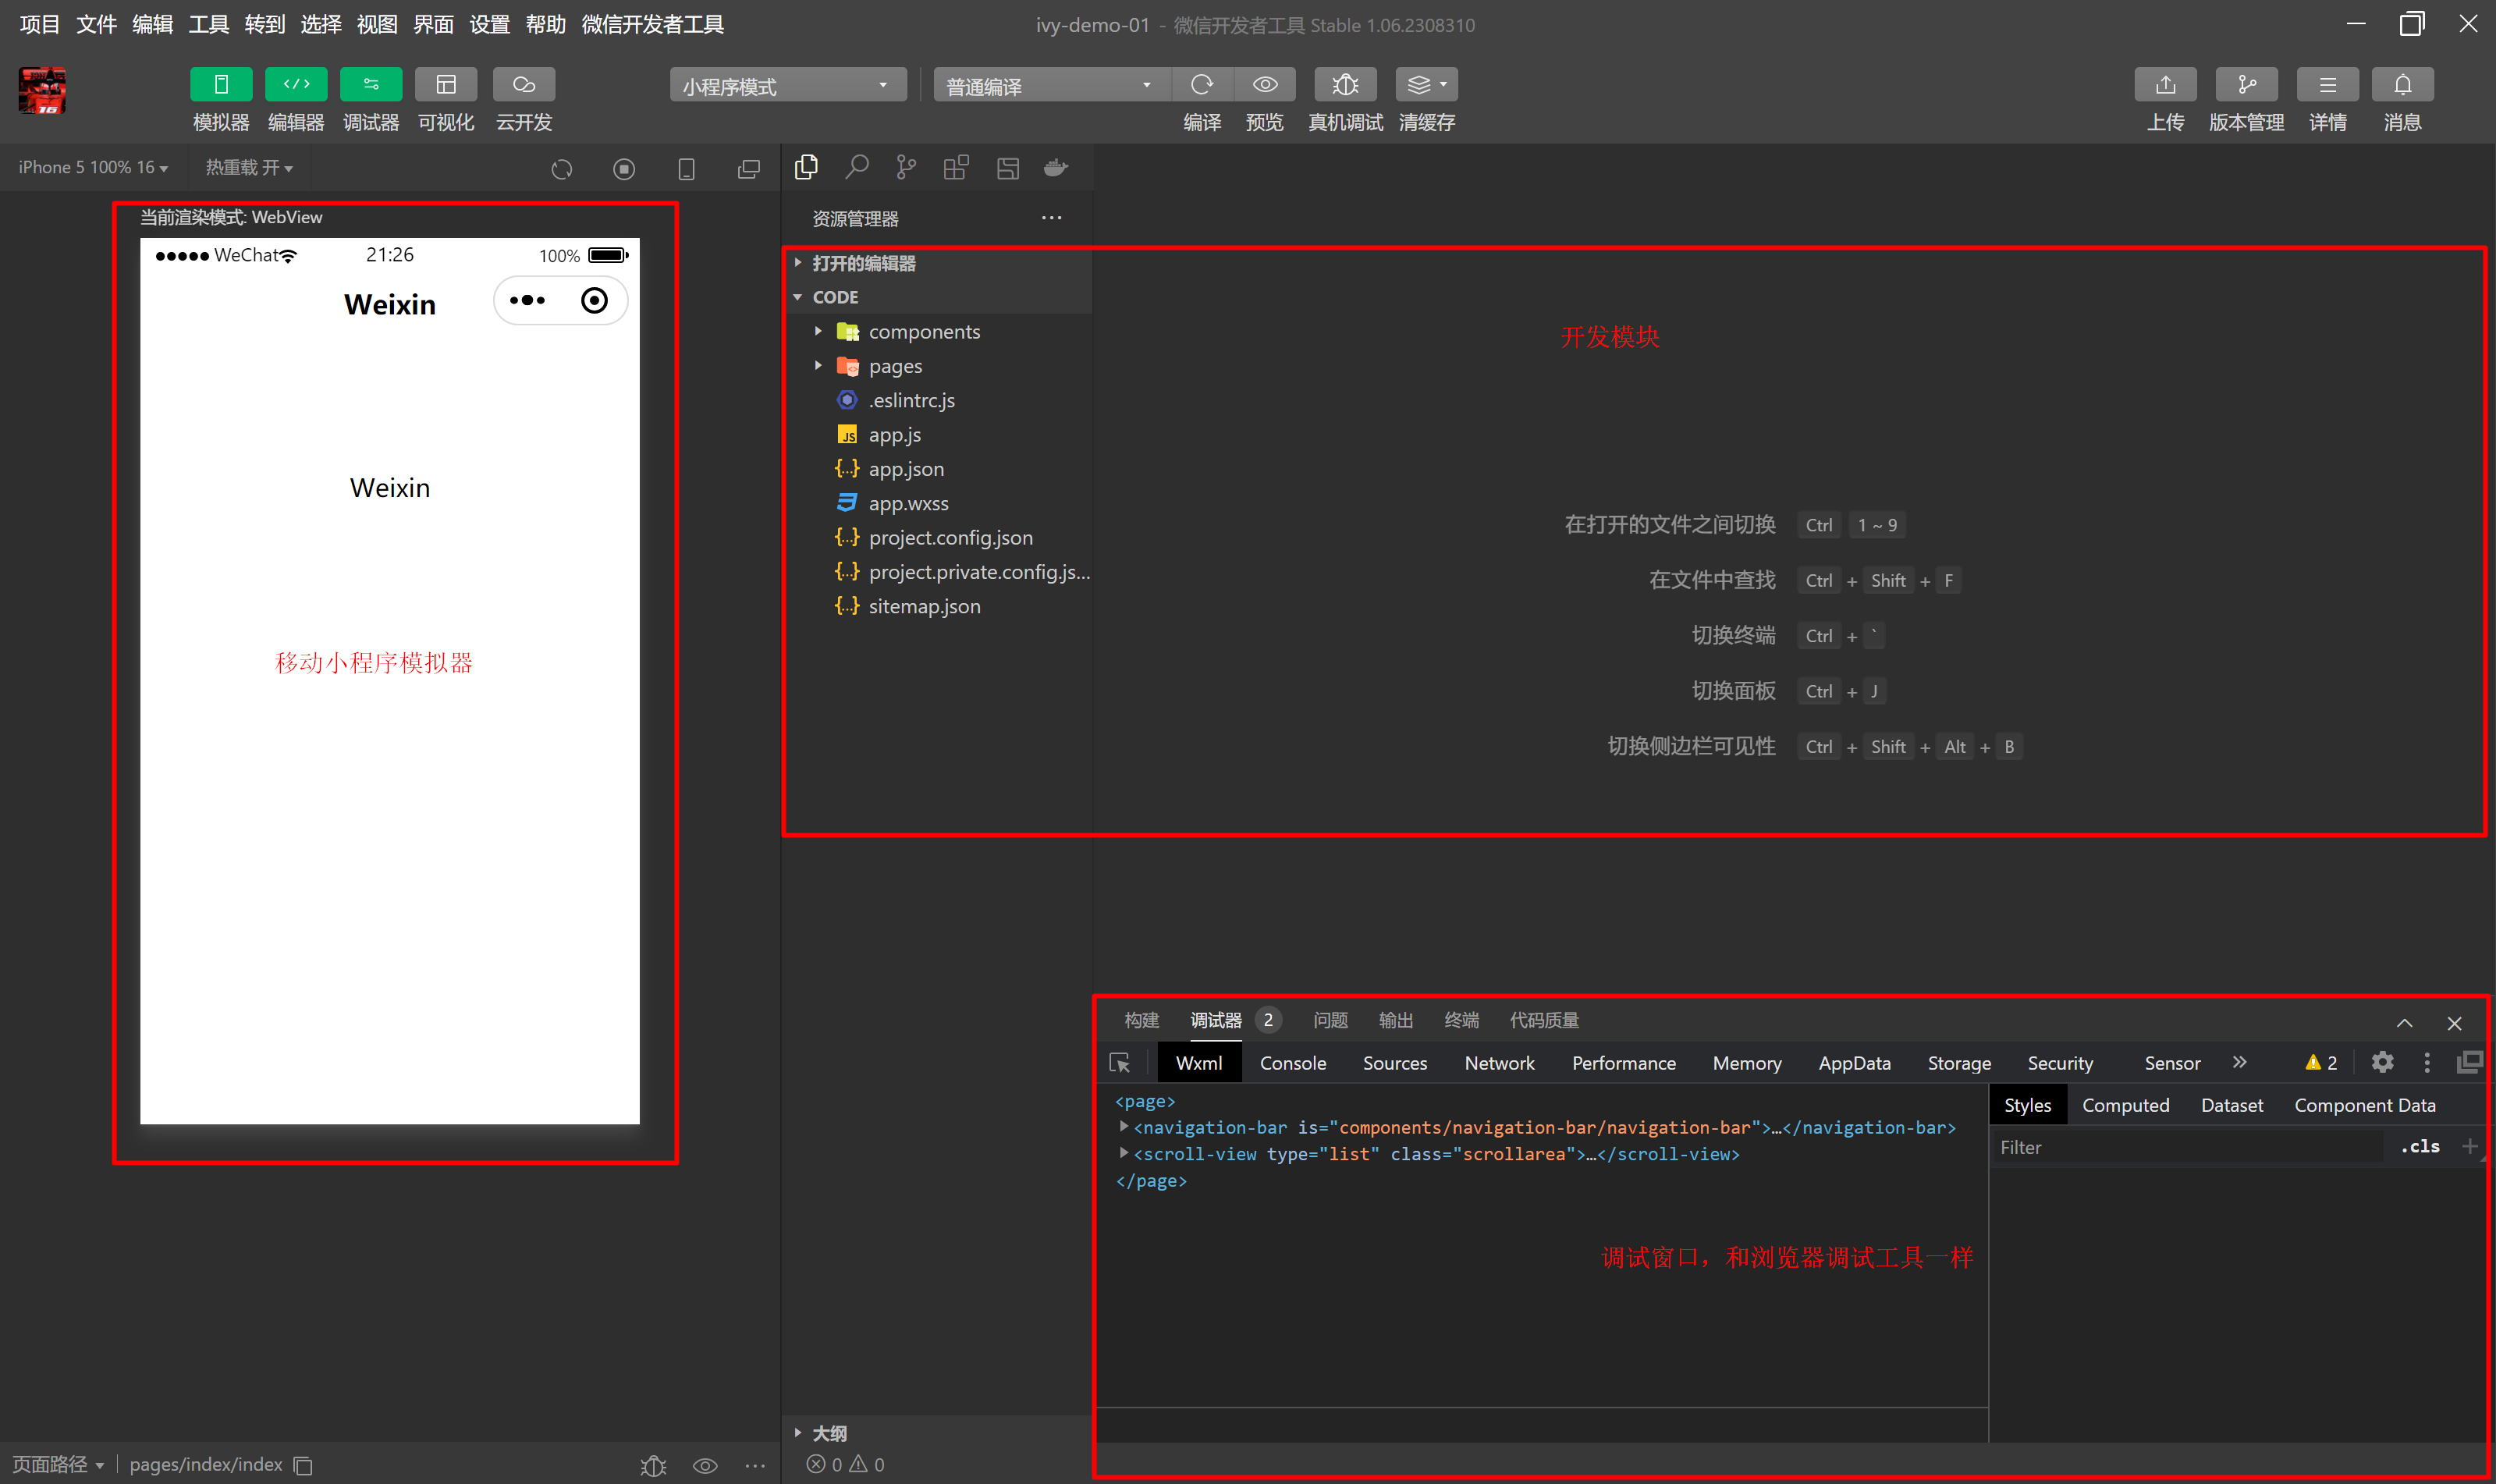 项目 文件 编辑 工具 转到 选择 视图 界面 设置 帮助 微信开发者工具
ivy-demo-01 - 微信开发者工具 Stable 1.06.2308310
16
模拟器 编辑器 调试器 可视化 云开发
小程序模式
普通编译
编译 预览 真机调试 清缓存
上传 版本管理 详情 消息
iPhone 5 100% 16
热重载 开
当前渲染模式: WebView
WeChat 21:26 100%
Weixin
Weixin
移动小程序模拟器
页面路径 pages/index/index
资源管理器
打开的编辑器
CODE
components
pages
.eslintrc.js
JS app.js
{..} app.json
app.wxss
{..} project.config.json
{..} project.private.config.js...
{..} sitemap.json
大纲
0 0
开发模块
在打开的文件之间切换 Ctrl 1 ~ 9
在文件中查找 Ctrl + Shift + F
切换终端 Ctrl + `
切换面板 Ctrl + J
切换侧边栏可见性 Ctrl + Shift + Alt + B
构建 调试器 2 问题 输出 终端 代码质量
Wxml Console Sources Network Performance Memory AppData Storage Security Sensor 2
<page>
<navigation-bar is="components/navigation-bar/navigation-bar">…</navigation-bar>
<scroll-view type="list" class="scrollarea">…</scroll-view>
</page>
调试窗口，和浏览器调试工具一样
Styles Computed Dataset Component Data
Filter .cls +